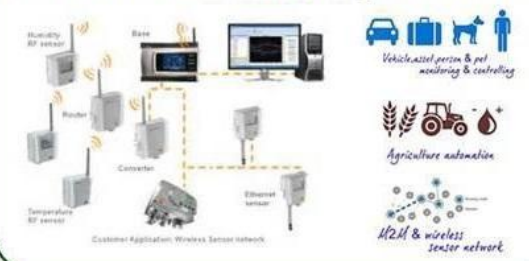 Humidity
RF sensor
Base
Router
Converter
Temperature
RF sensor
Ethernet
sensor
Customer Application: Wireless Sensor network
Vehicle,asset,person & pet
monitoring & controlling
Agriculture automation
M2M & wireless
sensor network